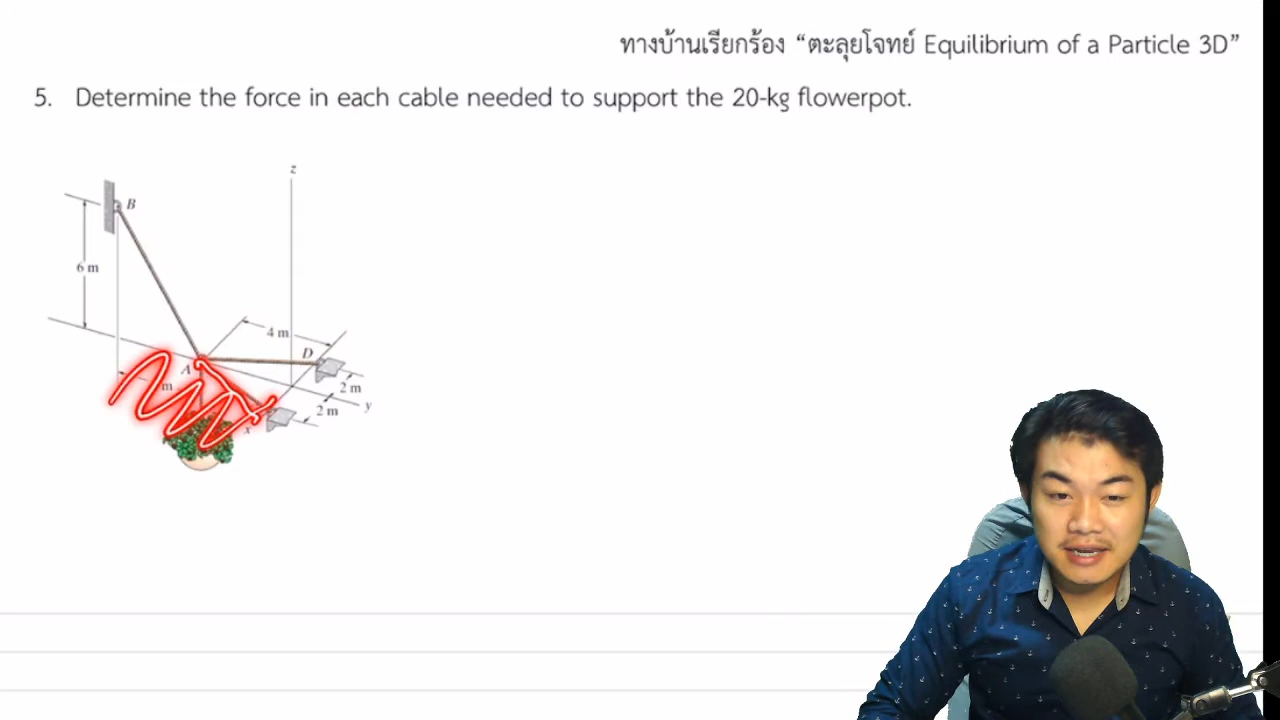 ทางบ้านเรียกร้อง “ตะลุยโจทย์ Equilibrium of a Particle 3D”
5. Determine the force in each cable needed to support the 20-kg flowerpot.
z
B
6 m
4 m
D
A
m
2 m
2 m
y
x